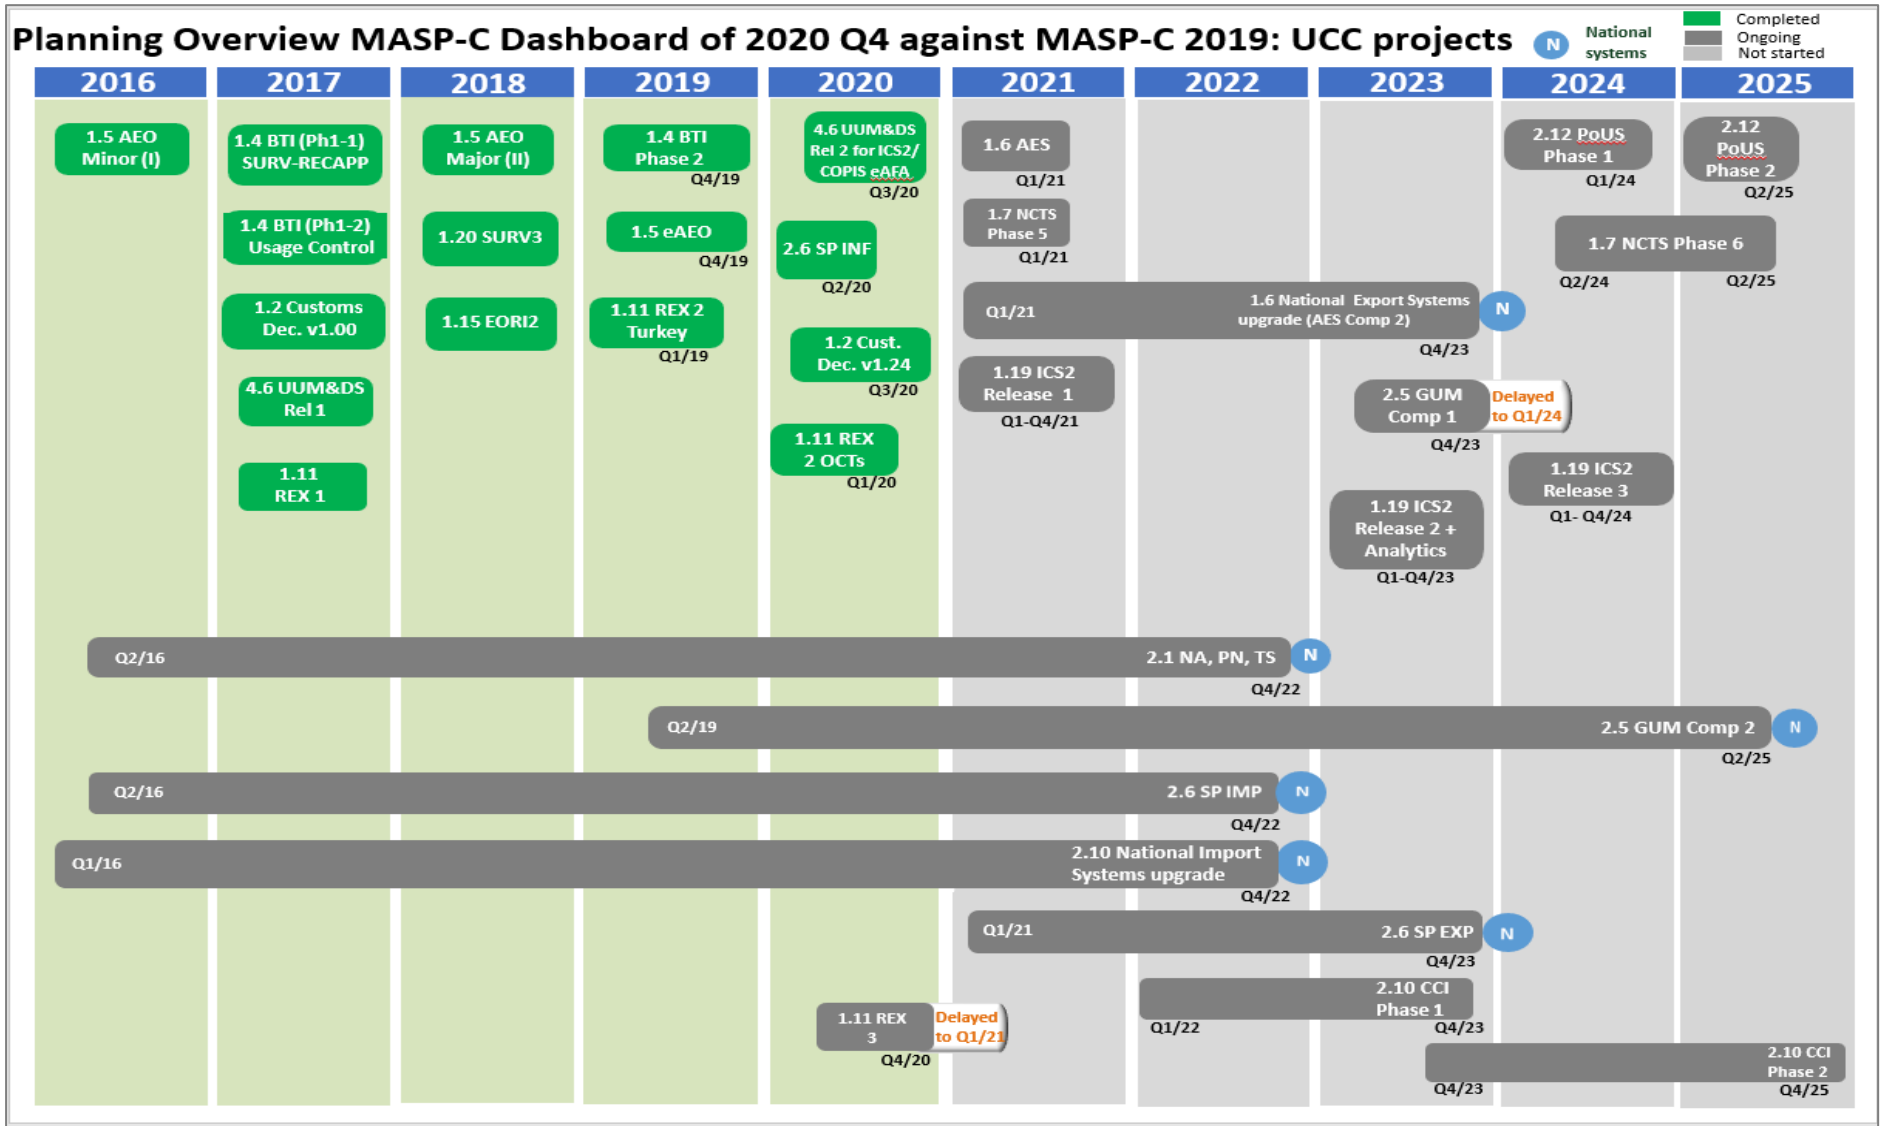 Planning Overview MASP-C Dashboard of 2020 Q4 against MASP-C 2019: UCC projects
N
National
systems
Completed
Ongoing
Not started
2016
2017
2018
2019
2020
2021
2022
2023
2024
2025
1.5 AEO
Minor (I)
1.4 BTI (Ph1-1)
SURV-RECAPP
1.4 BTI (Ph1-2)
Usage Control
1.2 Customs
Dec. v1.00
4.6 UUM&DS
Rel 1
1.11
REX 1
1.5 AEO
Major (II)
1.20 SURV3
1.15 EORI2
1.4 BTI
Phase 2
Q4/19
1.5 eAEO
Q4/19
1.11 REX 2
Turkey
Q1/19
4.6 UUM&DS
Rel 2 for ICS2/
COPIS eAFA
Q3/20
2.6 SP INF
Q2/20
1.2 Cust.
Dec. v1.24
Q3/20
1.11 REX
2 OCTs
Q1/20
1.6 AES
Q1/21
1.7 NCTS
Phase 5
Q1/21
Q1/21
1.6 National Export Systems
upgrade (AES Comp 2)
N
Q4/23
1.19 ICS2
Release 1
Q1-Q4/21
2.5 GUM
Comp 1
Delayed
to Q1/24
Q4/23
1.19 ICS2
Release 2 +
Analytics
Q1-Q4/23
2.12 PoUS
Phase 1
Q1/24
2.12
PoUS
Phase 2
Q2/25
1.7 NCTS Phase 6
Q2/24
Q2/25
1.19 ICS2
Release 3
Q1- Q4/24
Q2/16
2.1 NA, PN, TS
N
Q4/22
Q2/19
2.5 GUM Comp 2
N
Q2/25
Q2/16
2.6 SP IMP
N
Q4/22
Q1/16
2.10 National Import
Systems upgrade
N
Q4/22
Q1/21
2.6 SP EXP
N
Q4/23
2.10 CCI
Phase 1
Q1/22
Q4/23
1.11 REX
3
Delayed
to Q1/21
Q4/20
2.10 CCI
Phase 2
Q4/23
Q4/25